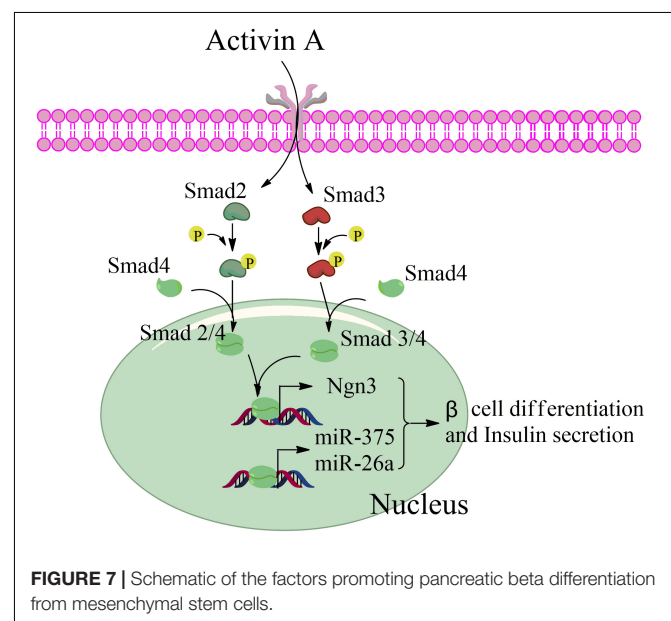 Activin A
Smad2
Smad3
P
P
P
P
Smad4
Smad4
Smad 2/4
Smad 3/4
Ngn3
miR-375
miR-26a
β cell differentiation
and Insulin secretion
Nucleus
FIGURE 7 | Schematic of the factors promoting pancreatic beta differentiation
from mesenchymal stem cells.